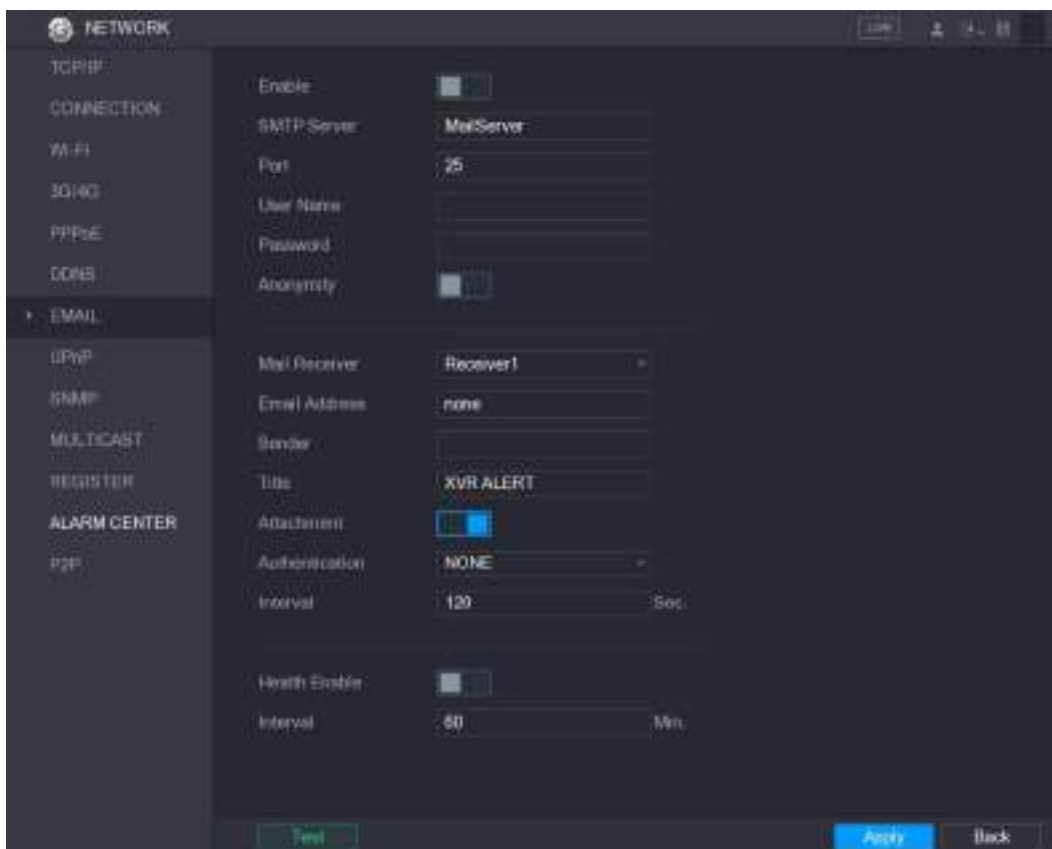 NETWORK
LIVE
TCP/IP
CONNECTION
Wi-Fi
3G/4G
PPPoE
DDNS
EMAIL
UPnP
SNMP
MULTICAST
REGISTER
ALARM CENTER
P2P
Enable
SMTP Server MailServer
Port 25
User Name
Password
Anonymity
Mail Receiver Receiver1
Email Address none
Sender
Title XVR ALERT
Attachment
Authentication NONE
Interval 120 Sec.
Health Enable
Interval 60 Min.
Test Apply Back